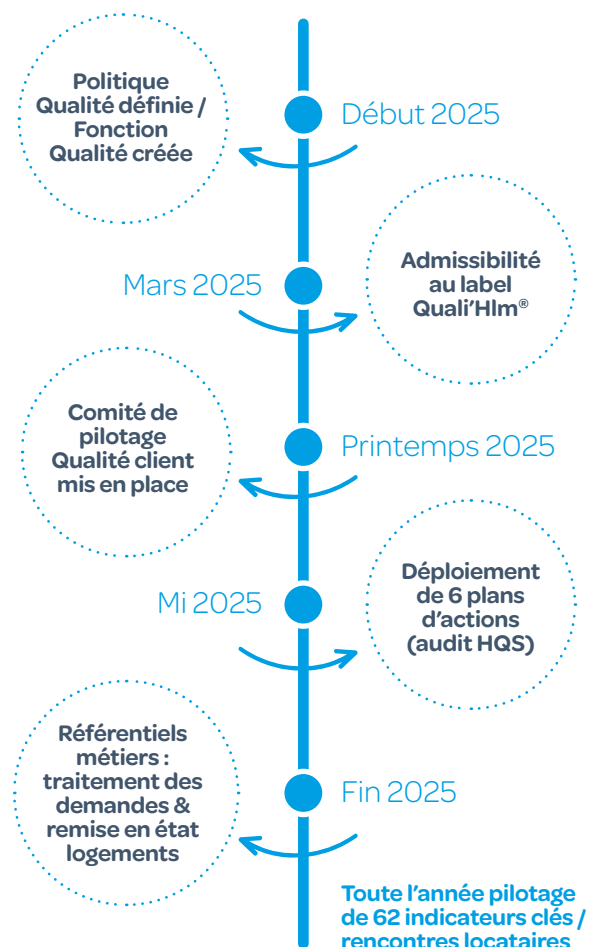 Début 2025
Politique
Qualité définie /
Fonction
Qualité créée
Mars 2025
Admissibilité
au label
Quali'Hlm®
Printemps 2025
Comité de
pilotage
Qualité client
mis en place
Mi 2025
Déploiement
de 6 plans
d'actions
(audit HQS)
Fin 2025
Référentiels
métiers :
traitement des
demandes &
remise en état
logements
Toute l'année pilotage
de 62 indicateurs clés /
rencontres locataires